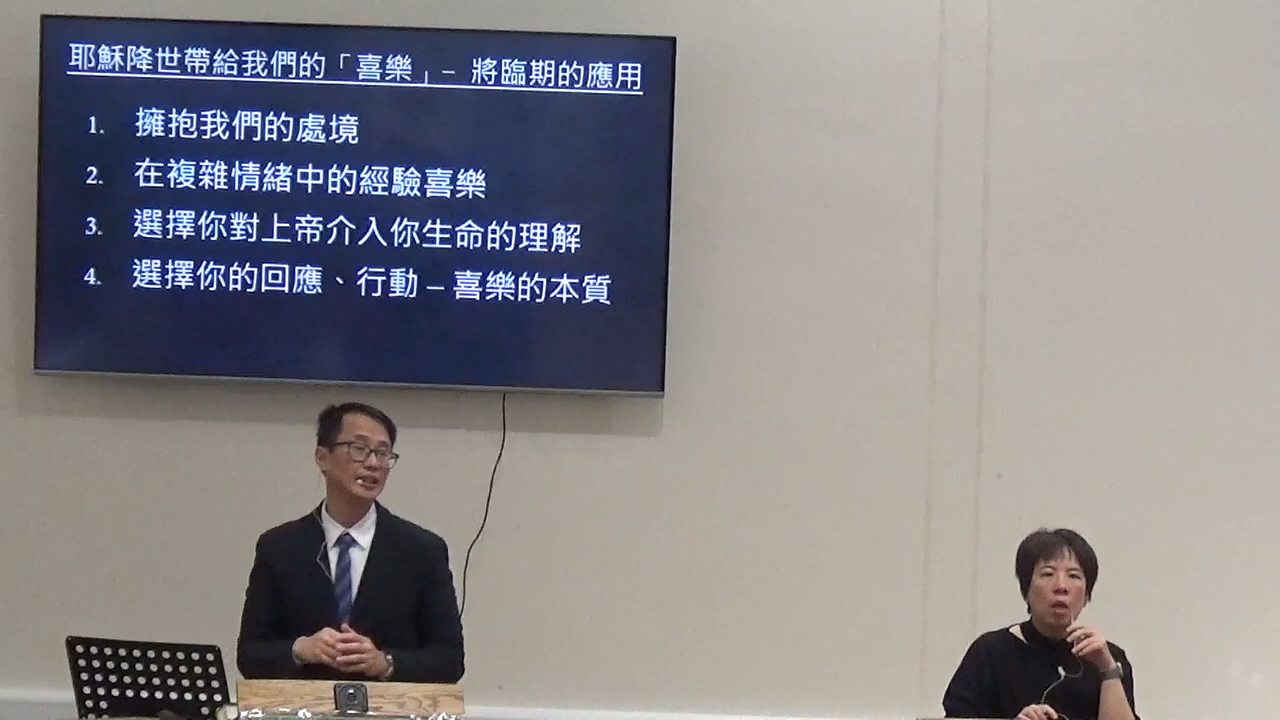 耶穌降世帶給我們的「喜樂」– 將臨期的應用
1. 擁抱我們的處境
2. 在複雜情緒中的經驗喜樂
3. 選擇你對上帝介入你生命的理解
4. 選擇你的回應、行動 – 喜樂的本質